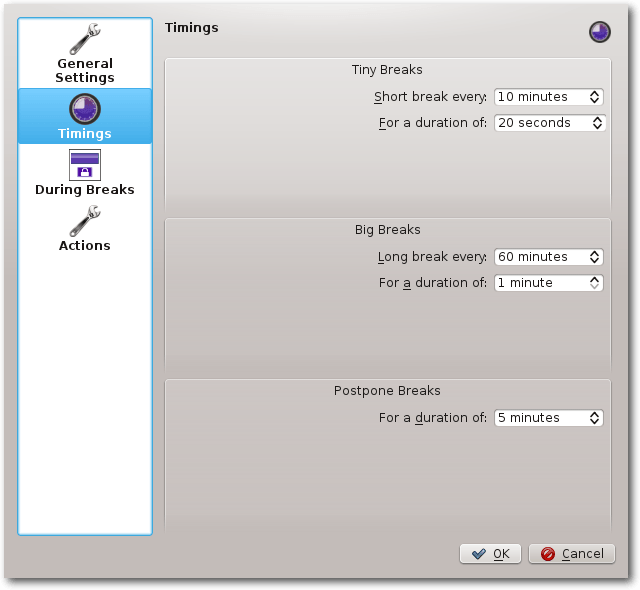 General
Settings
Timings
During Breaks
Actions
Timings
Tiny Breaks
Short break every: 10 minutes
For a duration of: 20 seconds
Big Breaks
Long break every: 60 minutes
For a duration of: 1 minute
Postpone Breaks
For a duration of: 5 minutes
OK Cancel